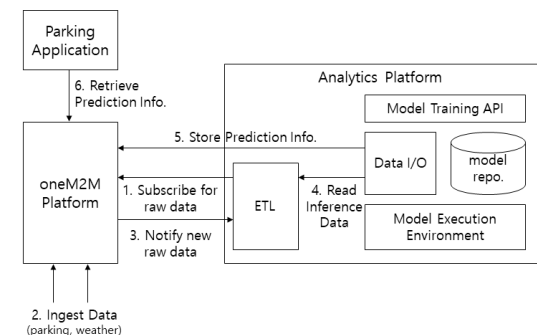 Parking
Application
6. Retrieve
Prediction Info.
Analytics Platform
Model Training API
5. Store Prediction Info.
Data I/O
model
repo.
oneM2M
Platform
1. Subscribe for
raw data
ETL
4. Read
Inference
Data
3. Notify new
raw data
Model Execution
Environment
2. Ingest Data
(parking, weather)